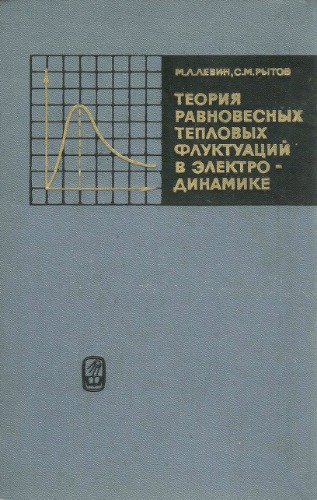 М.Л.ЛЕВИН, С.М.РЫТОВ
ТЕОРИЯ
РАВНОВЕСНЫХ
ТЕПЛОВЫХ
ФЛУКТУАЦИЙ
В ЭЛЕКТРО-
ДИНАМИКЕ